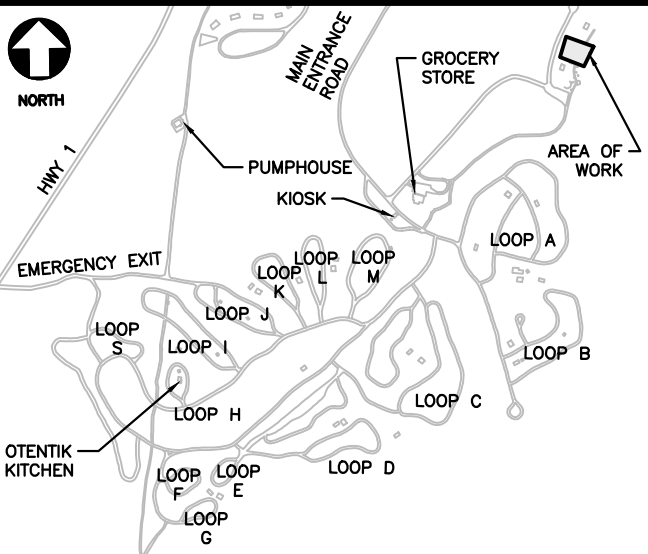 NORTH
HWY 1
MAIN
ENTRANCE
ROAD
GROCERY
STORE
AREA OF
WORK
PUMPHOUSE
KIOSK
EMERGENCY EXIT
LOOP A
LOOP
K
LOOP
L
LOOP
M
LOOP J
LOOP
S
LOOP I
LOOP B
LOOP H
LOOP C
OTENTIK
KITCHEN
LOOP
F
LOOP
E
LOOP D
LOOP
G